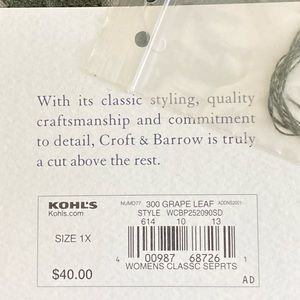 With its classic styling, quality
craftsmanship and commitment
to detail, Croft & Barrow is truly
a cut above the rest.
KOHL'S
Kohls.com
NUMD77 300 GRAPE LEAF ADDNS2001
STYLE WCBP252090SD
614 10 13
SIZE 1X
4 00987 68726 1
$40.00
WOMENS CLASSC SEPRTS
AD